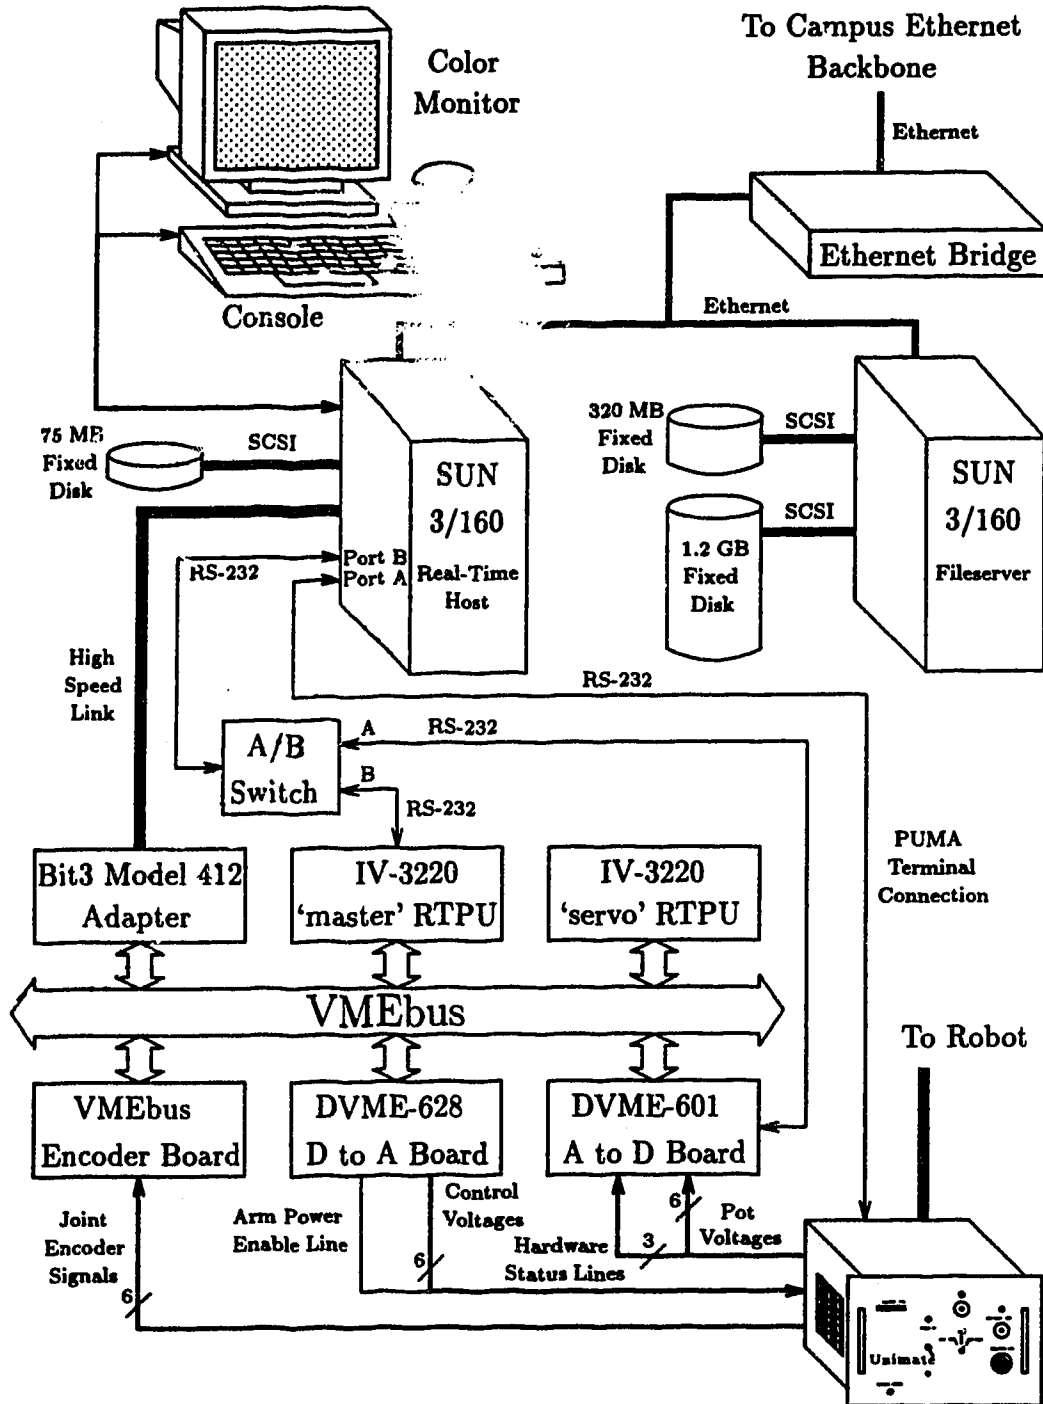 To Campus Ethernet
Backbone
Color
Monitor
Ethernet
Ethernet Bridge
Console
Ethernet
75 MB
Fixed
Disk
SCSI
SUN
3/160
Real-Time
Host
Port B
Port A
320 MB
Fixed
Disk
SCSI
SCSI
1.2 GB
Fixed
Disk
SUN
3/160
Fileserver
RS-232
High
Speed
Link
RS-232
A/B
Switch
A
RS-232
B
RS-232
PUMA
Terminal
Connection
Bit3 Model 412
Adapter
IV-3220
'master' RTPU
IV-3220
'servo' RTPU
VMEbus
To Robot
VMEbus
Encoder Board
DVME-628
D to A Board
DVME-601
A to D Board
Joint
Encoder
Signals
6
Arm Power
Enable Line
Control
Voltages
6
Hardware
Status Lines
3
6
Pot
Voltages
Unimate